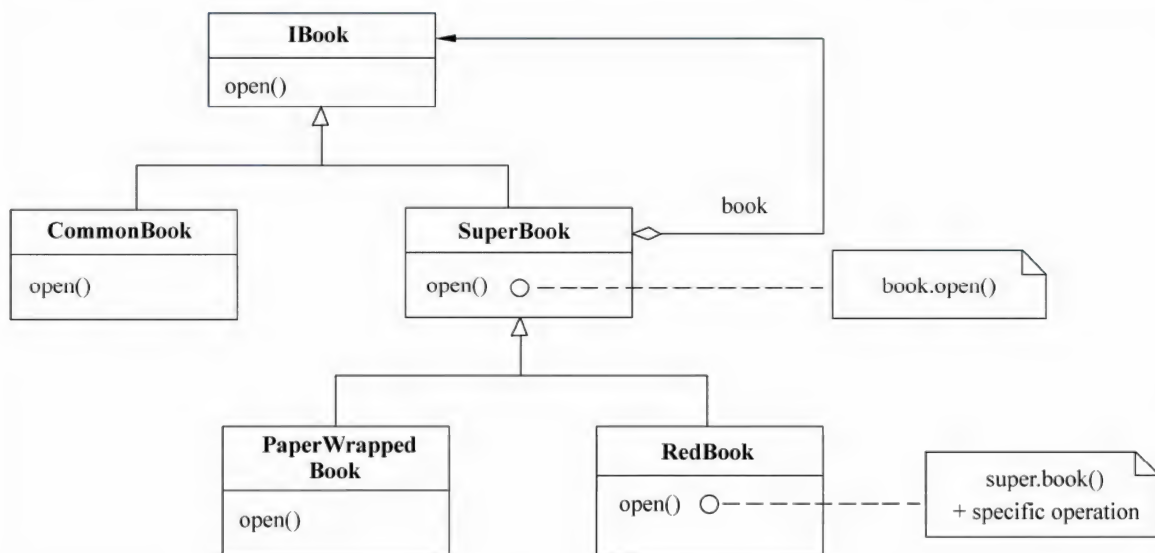 IBook
open()
book
CommonBook
open()
SuperBook
open()
book.open()
PaperWrapped
Book
open()
RedBook
open()
super.book()
+ specific operation